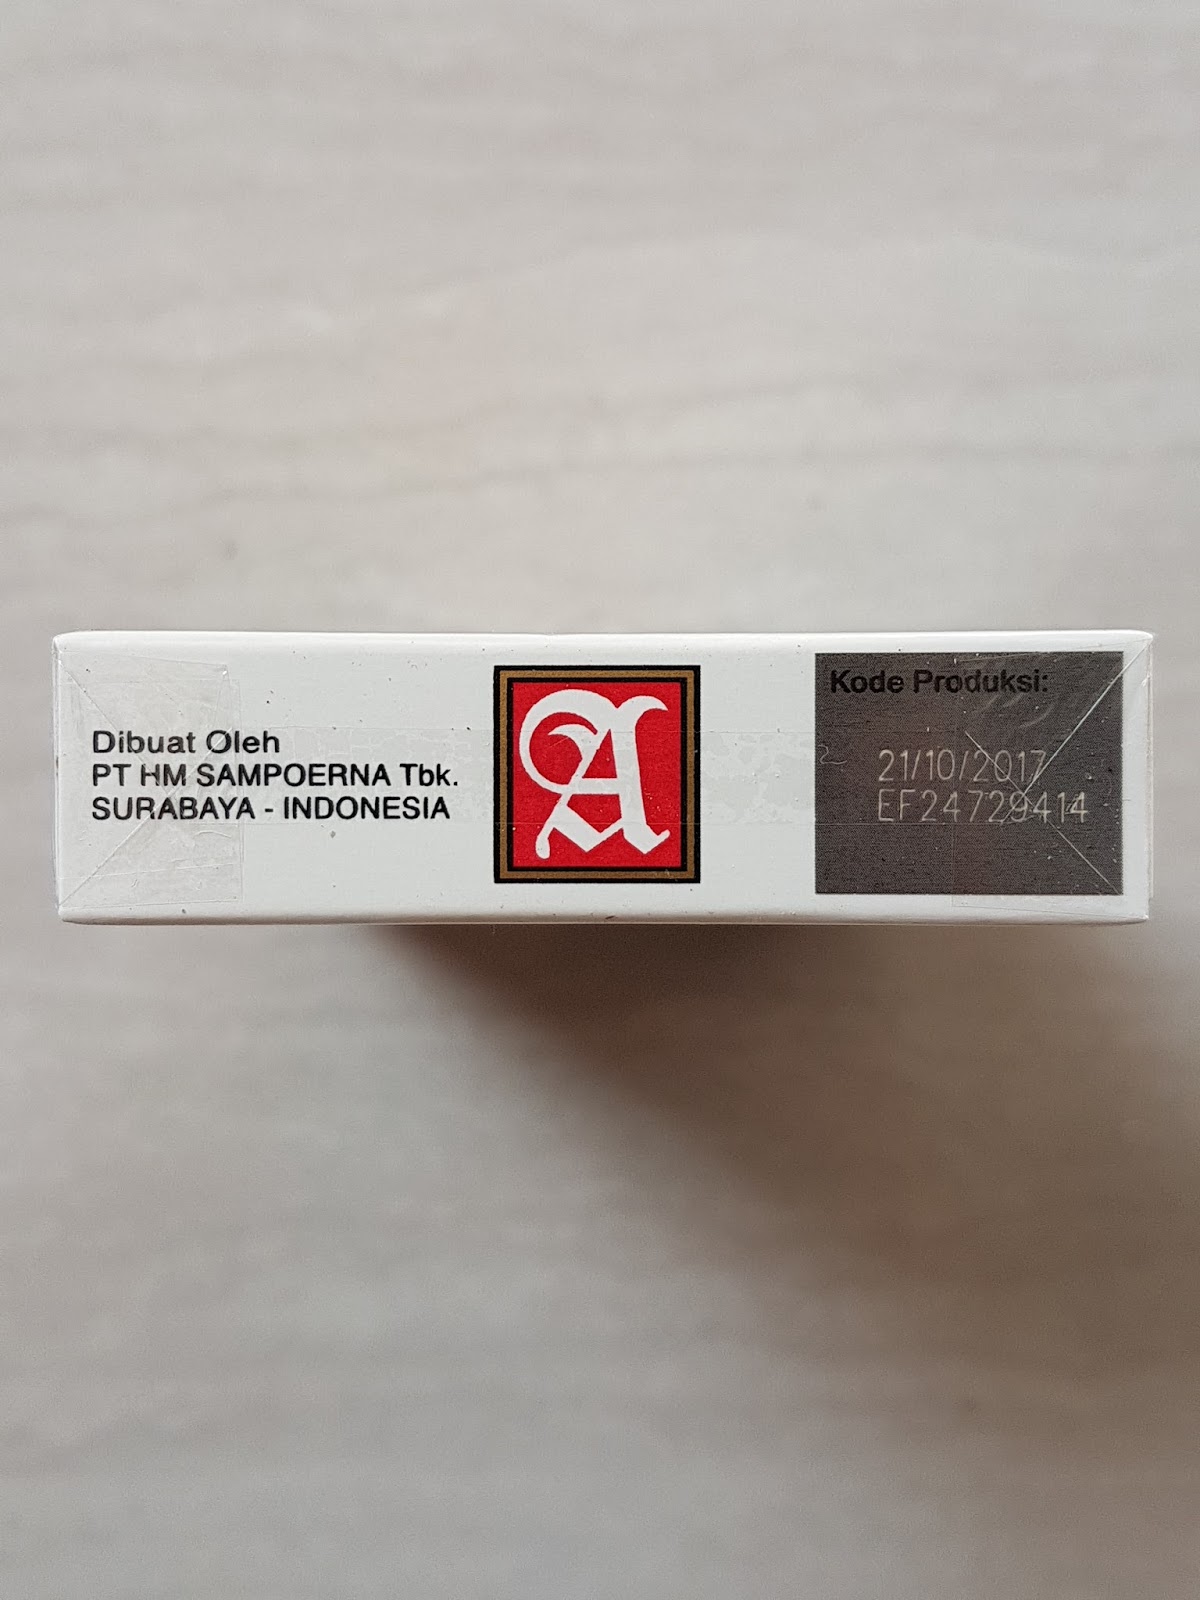 Dibuat Oleh
PT HM SAMPOERNA Tbk.
SURABAYA - INDONESIA
A
Kode Produksi:
21/10/2017
EF24729414